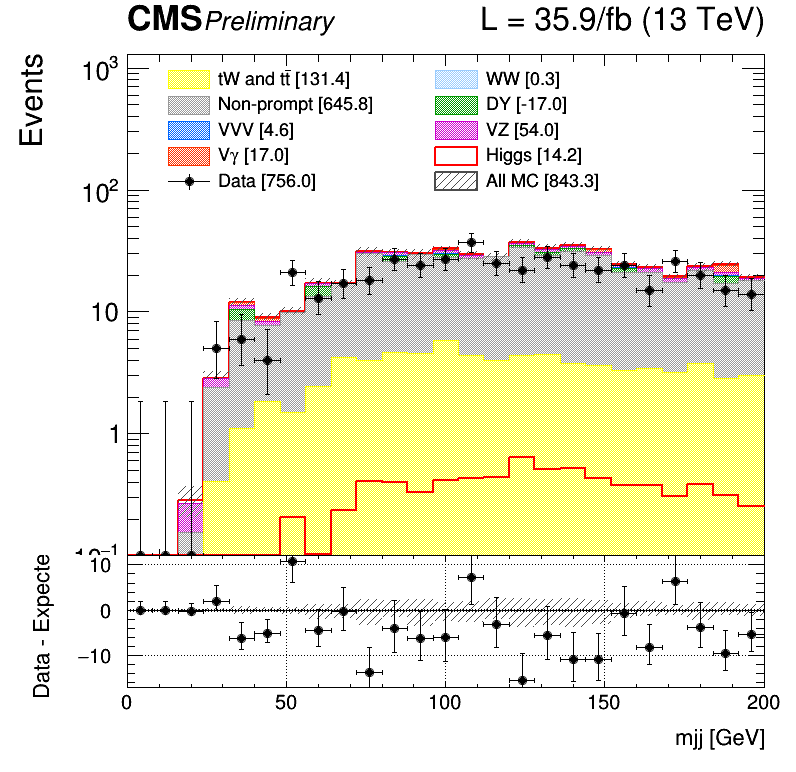 CMS Preliminary L = 35.9/fb (13 TeV)
Events
tW and tt̄ [131.4] WW [0.3]
Non-prompt [645.8] DY [-17.0]
VVV [4.6] VZ [54.0]
Vγ [17.0] Higgs [14.2]
Data [756.0] All MC [843.3]
10³
10²
10
1
10⁻¹
Data - Expecte
10
0
−10
0 50 100 150 200
mjj [GeV]